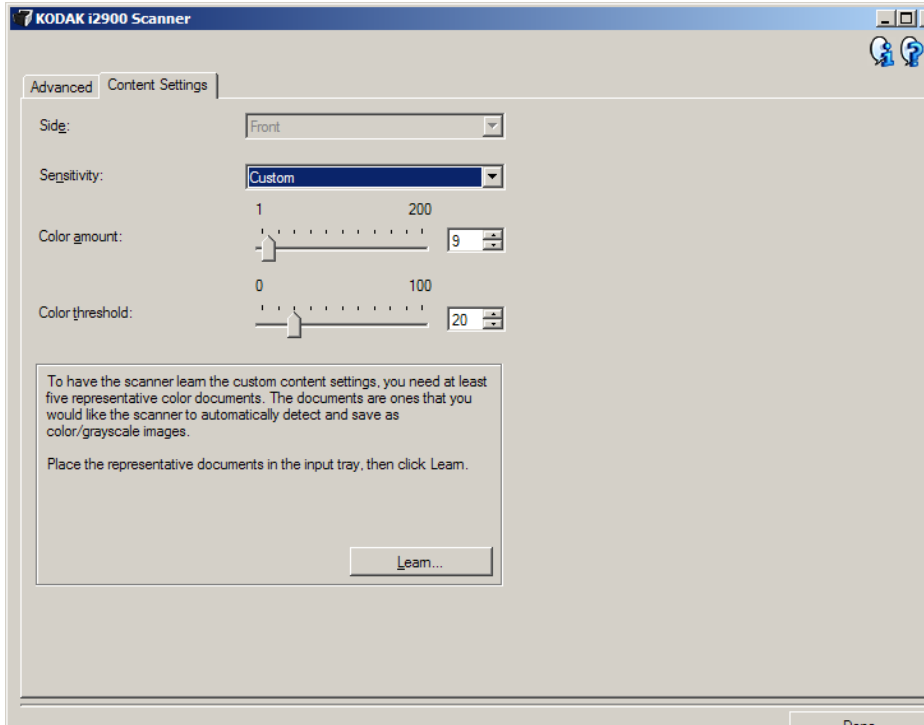 KODAK i2900 Scanner
Advanced
Content Settings
Side:
Front
Sensitivity:
Custom
1 200
Color amount:
9
0 100
Color threshold:
20
To have the scanner learn the custom content settings, you need at least
five representative color documents. The documents are ones that you
would like the scanner to automatically detect and save as
color/grayscale images.
Place the representative documents in the input tray, then click Learn.
Learn...